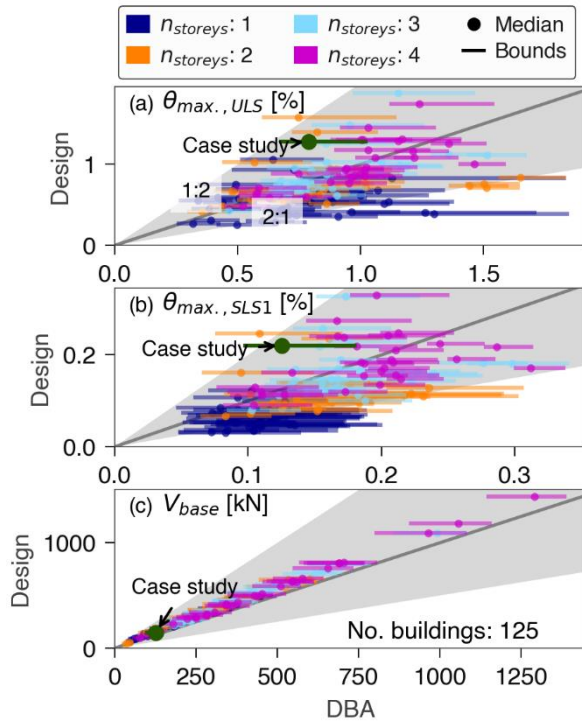 n_storeys: 1 n_storeys: 3 Median
n_storeys: 2 n_storeys: 4 Bounds
(a) θ_max.,ULS [%]
Case study
1:2
2:1
Design
1
0
0.0 0.5 1.0 1.5
(b) θ_max.,SLS1 [%]
Case study
Design
0.2
0.0
0.0 0.1 0.2 0.3
(c) V_base [kN]
Case study
No. buildings: 125
Design
1000
0
0 250 500 750 1000 1250
DBA